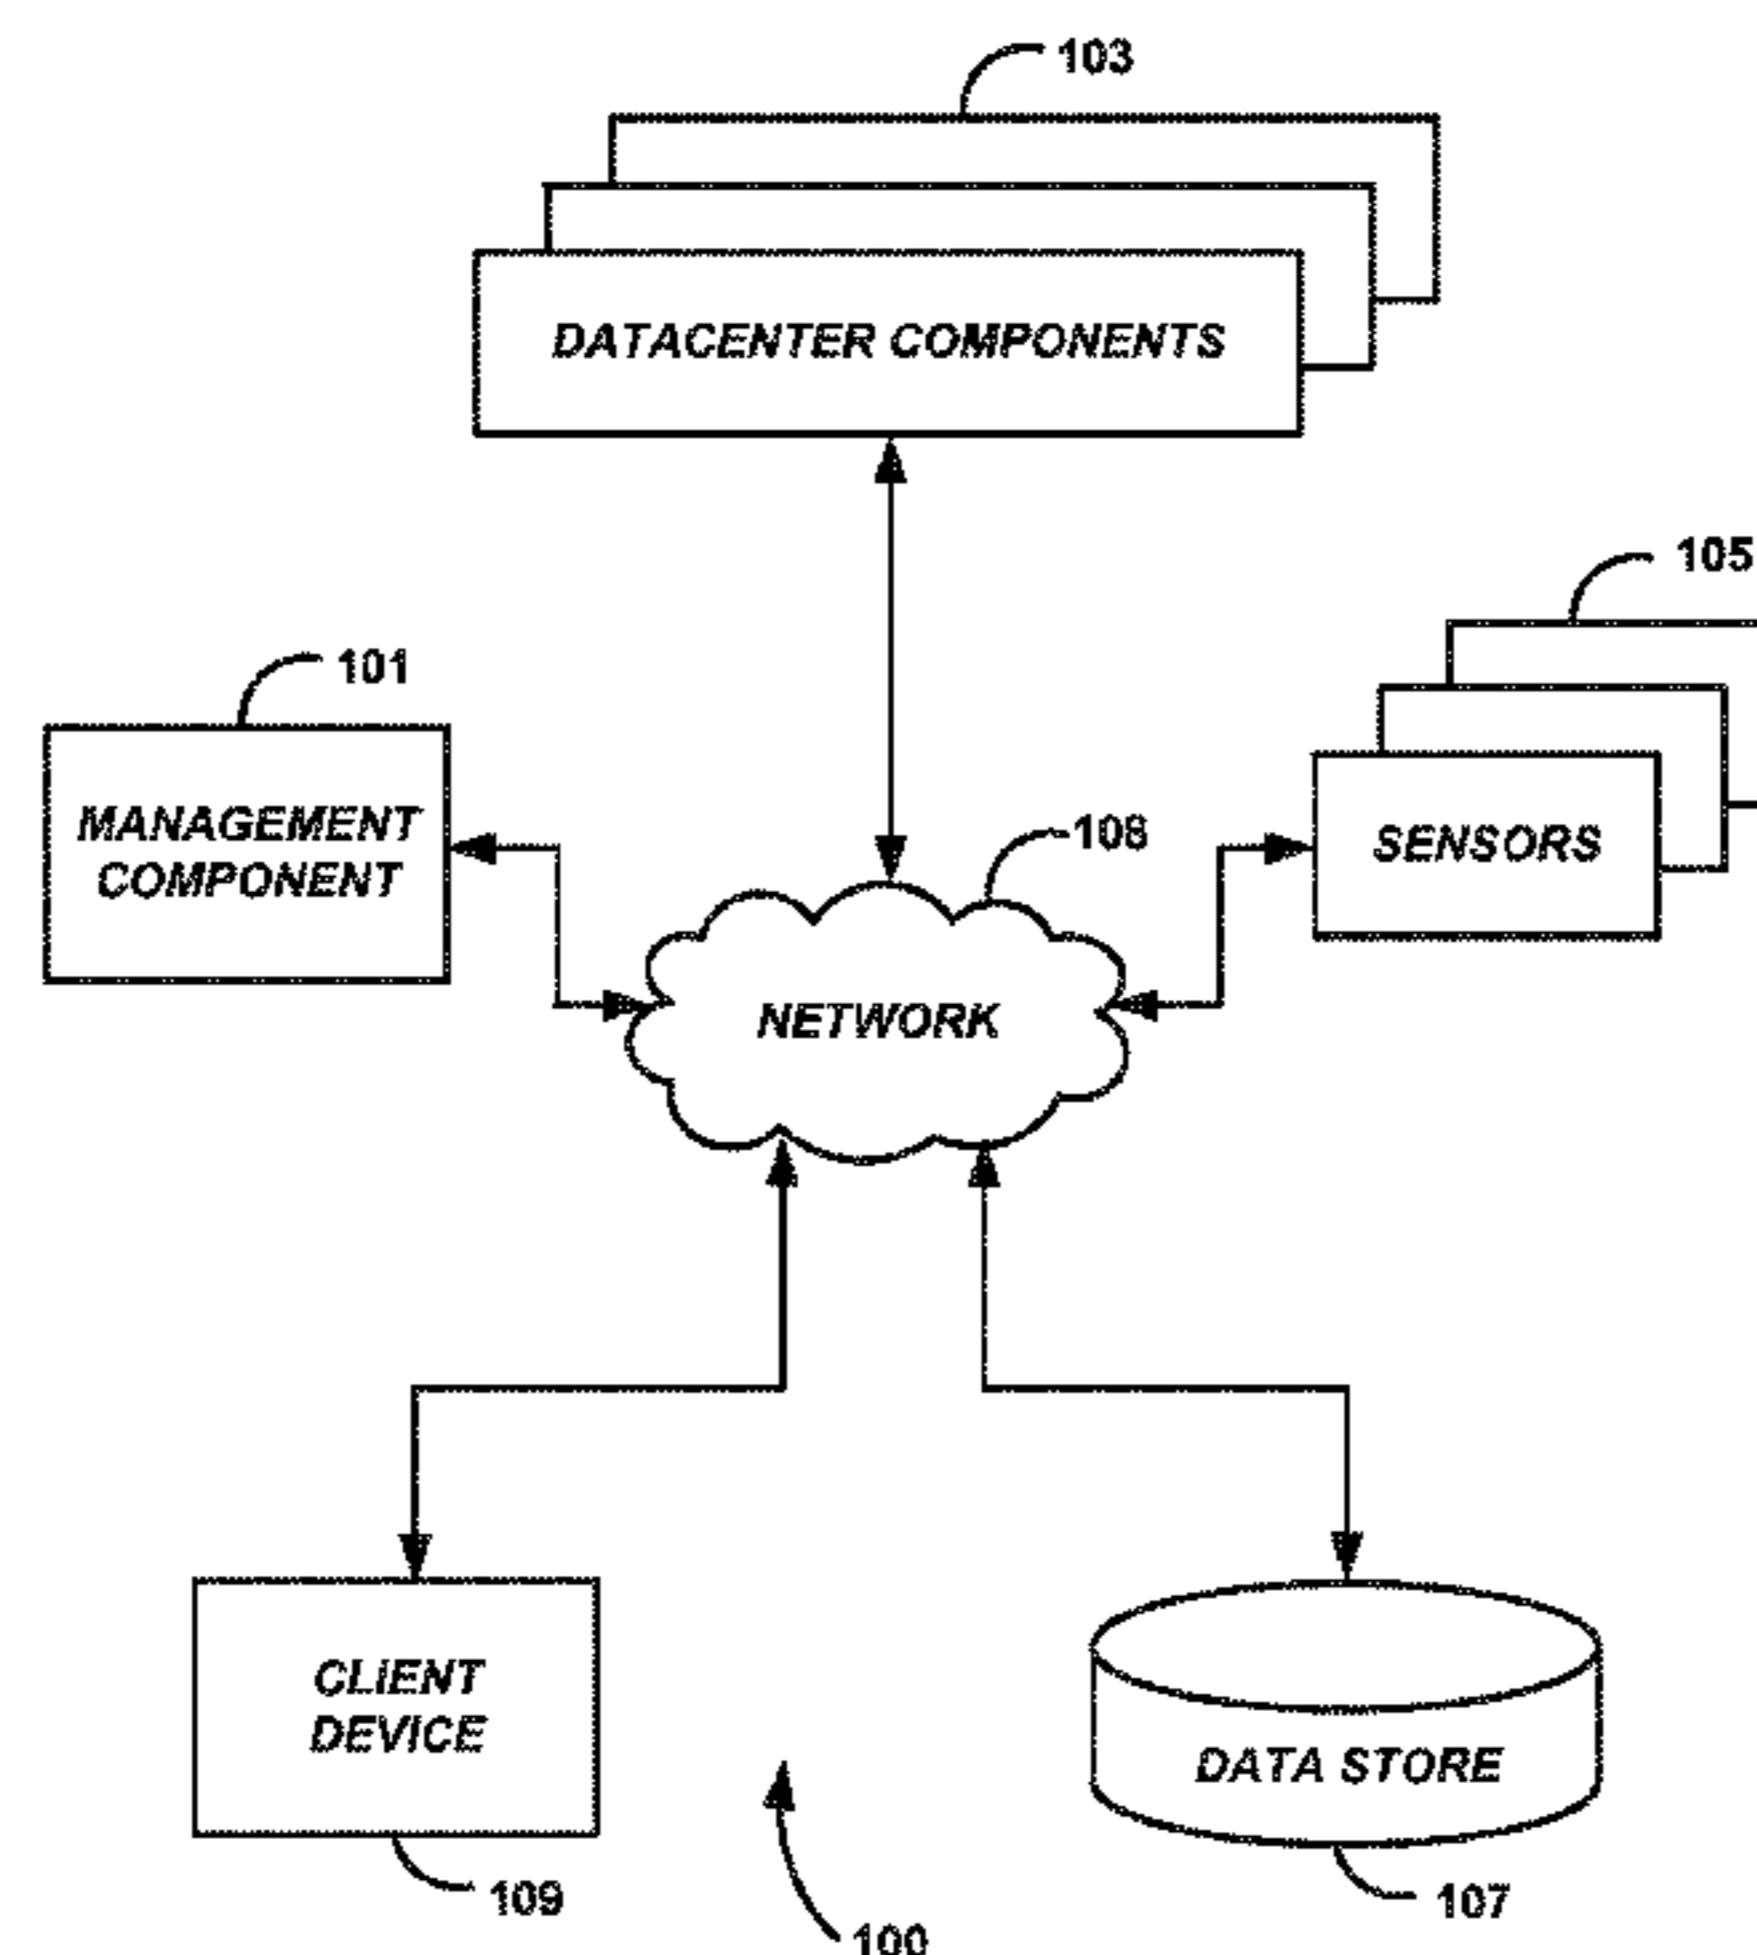 103
DATACENTER COMPONENTS
105
101
MANAGEMENT
COMPONENT
108
SENSORS
NETWORK
CLIENT
DEVICE
DATA STORE
109
107
100